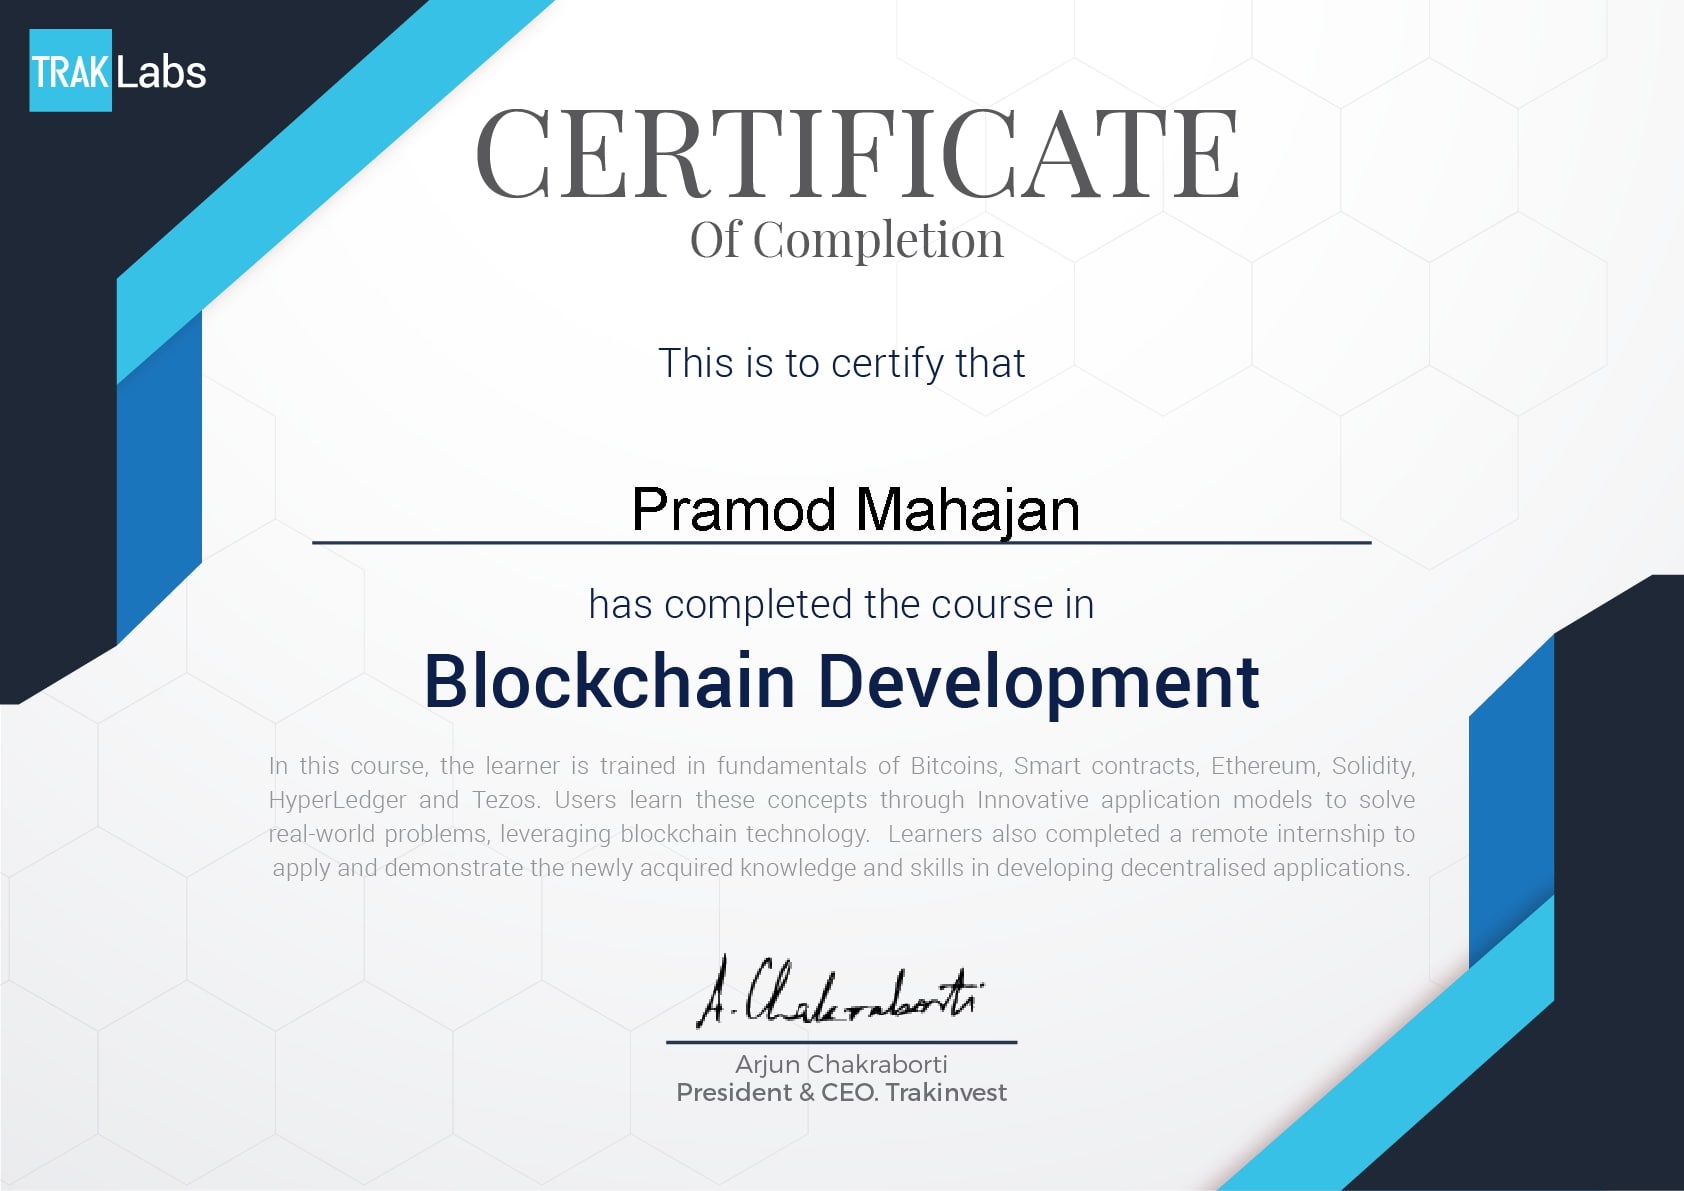 TRAK Labs
CERTIFICATE
Of Completion
This is to certify that
Pramod Mahajan
has completed the course in
Blockchain Development
In this course, the learner is trained in fundamentals of Bitcoins, Smart contracts, Ethereum, Solidity,
HyperLedger and Tezos. Users learn these concepts through Innovative application models to solve
real-world problems, leveraging blockchain technology. Learners also completed a remote internship to
apply and demonstrate the newly acquired knowledge and skills in developing decentralised applications.
A. Chakraborti
Arjun Chakraborti
President & CEO. Trakinvest